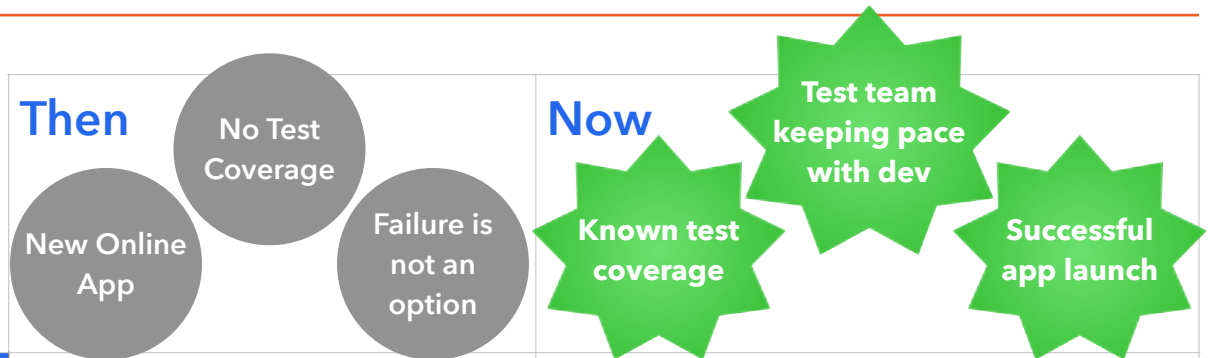 Then
New Online
App
No Test
Coverage
Failure is
not an
option
Now
Known test
coverage
Test team
keeping pace
with dev
Successful
app launch